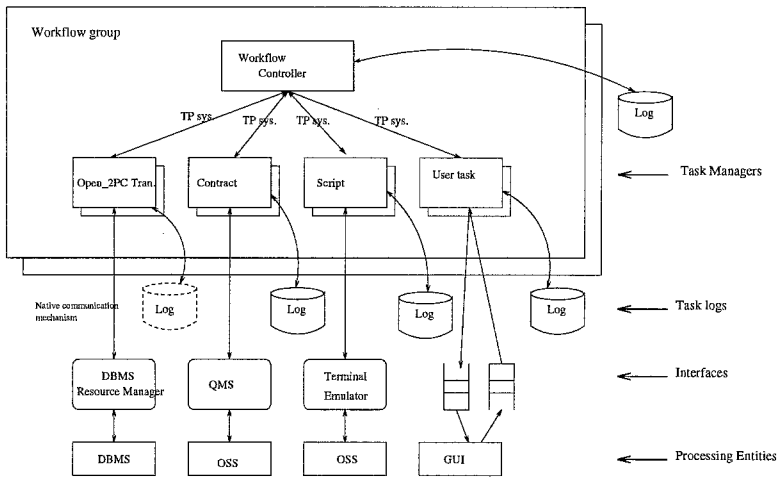 Workflow group
Workflow
Controller
Log
TP sys.
TP sys.
TP sys.
TP sys.
Open_2PC Tran.
Contract
Script
User task
Task Managers
Native communication
mechanism
Log
Log
Log
Log
Task logs
DBMS
Resource Manager
QMS
Terminal
Emulator
Interfaces
DBMS
OSS
OSS
GUI
Processing Entities